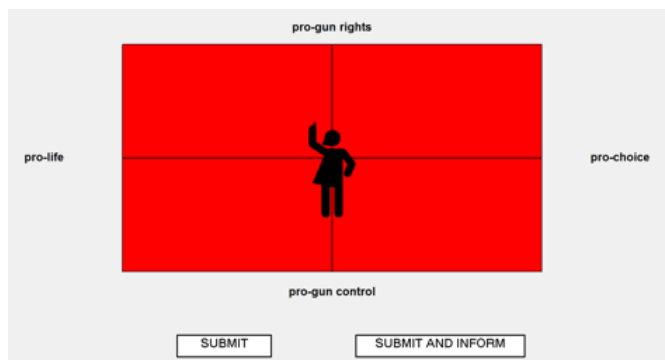 pro-gun rights
pro-life
pro-choice
pro-gun control
SUBMIT
SUBMIT AND INFORM